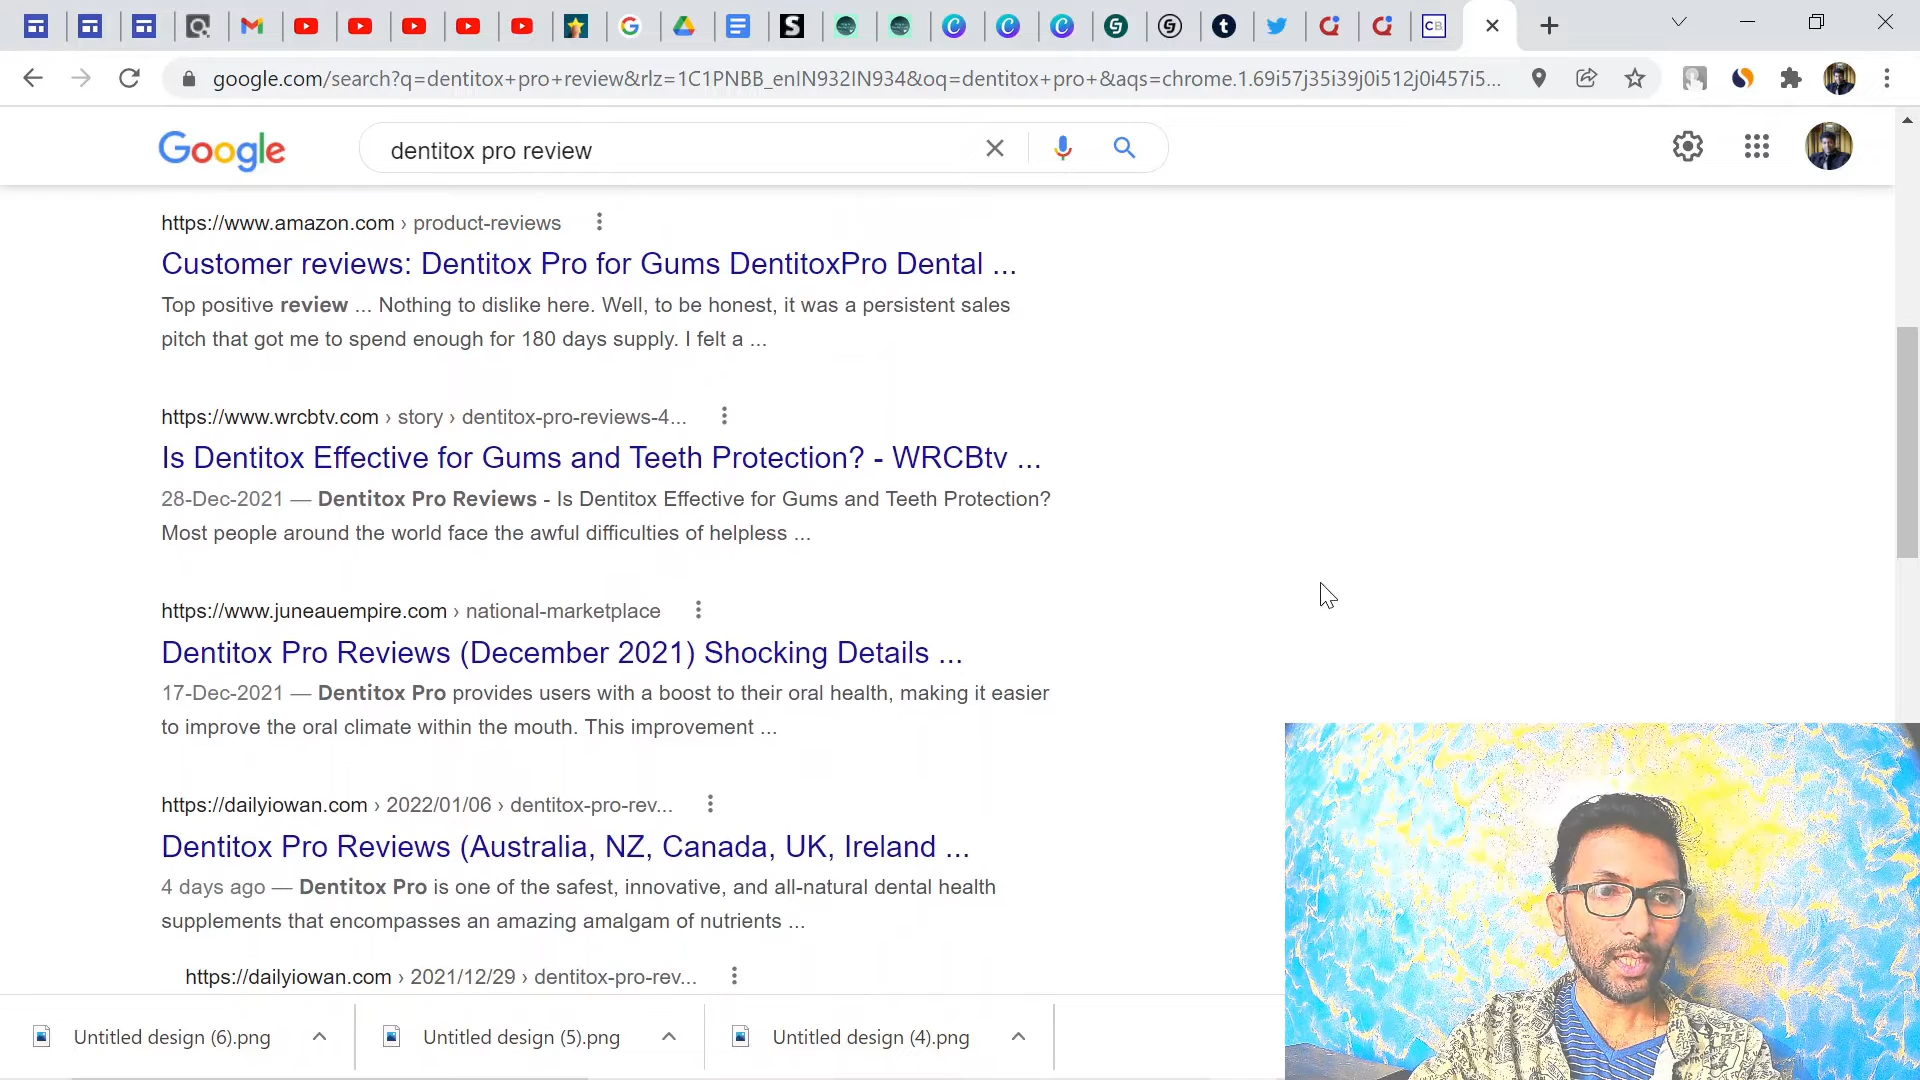 CB
google.com/search?q=dentitox+pro+review&rlz=1C1PNBB_enIN932IN934&oq=dentitox+pro+&aqs=chrome.1.69i57j35i39j0i512j0i457i5...
Google
dentitox pro review
https://www.amazon.com › product-reviews
Customer reviews: Dentitox Pro for Gums DentitoxPro Dental ...
Top positive review ... Nothing to dislike here. Well, to be honest, it was a persistent sales
pitch that got me to spend enough for 180 days supply. I felt a ...
https://www.wrcbtv.com › story › dentitox-pro-reviews-4...
Is Dentitox Effective for Gums and Teeth Protection? - WRCBtv ...
28-Dec-2021 — Dentitox Pro Reviews - Is Dentitox Effective for Gums and Teeth Protection?
Most people around the world face the awful difficulties of helpless ...
https://www.juneauempire.com › national-marketplace
Dentitox Pro Reviews (December 2021) Shocking Details ...
17-Dec-2021 — Dentitox Pro provides users with a boost to their oral health, making it easier
to improve the oral climate within the mouth. This improvement ...
https://dailyiowan.com › 2022/01/06 › dentitox-pro-rev...
Dentitox Pro Reviews (Australia, NZ, Canada, UK, Ireland ...
4 days ago — Dentitox Pro is one of the safest, innovative, and all-natural dental health
supplements that encompasses an amazing amalgam of nutrients ...
https://dailyiowan.com › 2021/12/29 › dentitox-pro-rev...
Untitled design (6).png
Untitled design (5).png
Untitled design (4).png